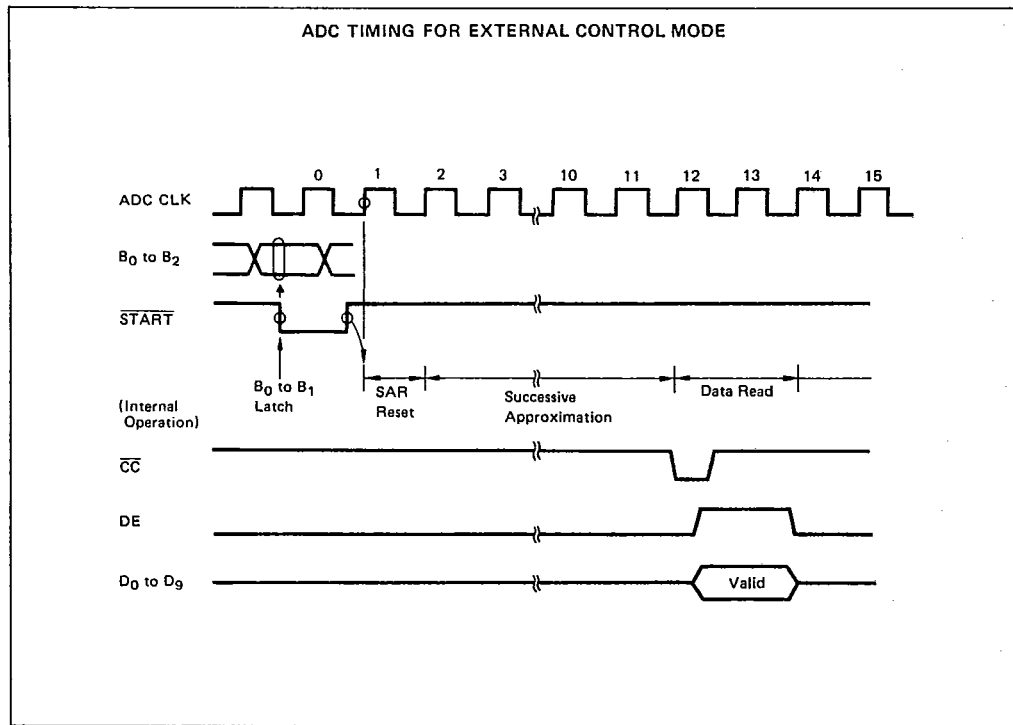 ADC TIMING FOR EXTERNAL CONTROL MODE
0 1 2 3 10 11 12 13 14 15
ADC CLK
B0 to B2
START
B0 to B1
Latch
SAR
Reset
Successive
Approximation
Data Read
(Internal
Operation)
CC
DE
D0 to D9
Valid